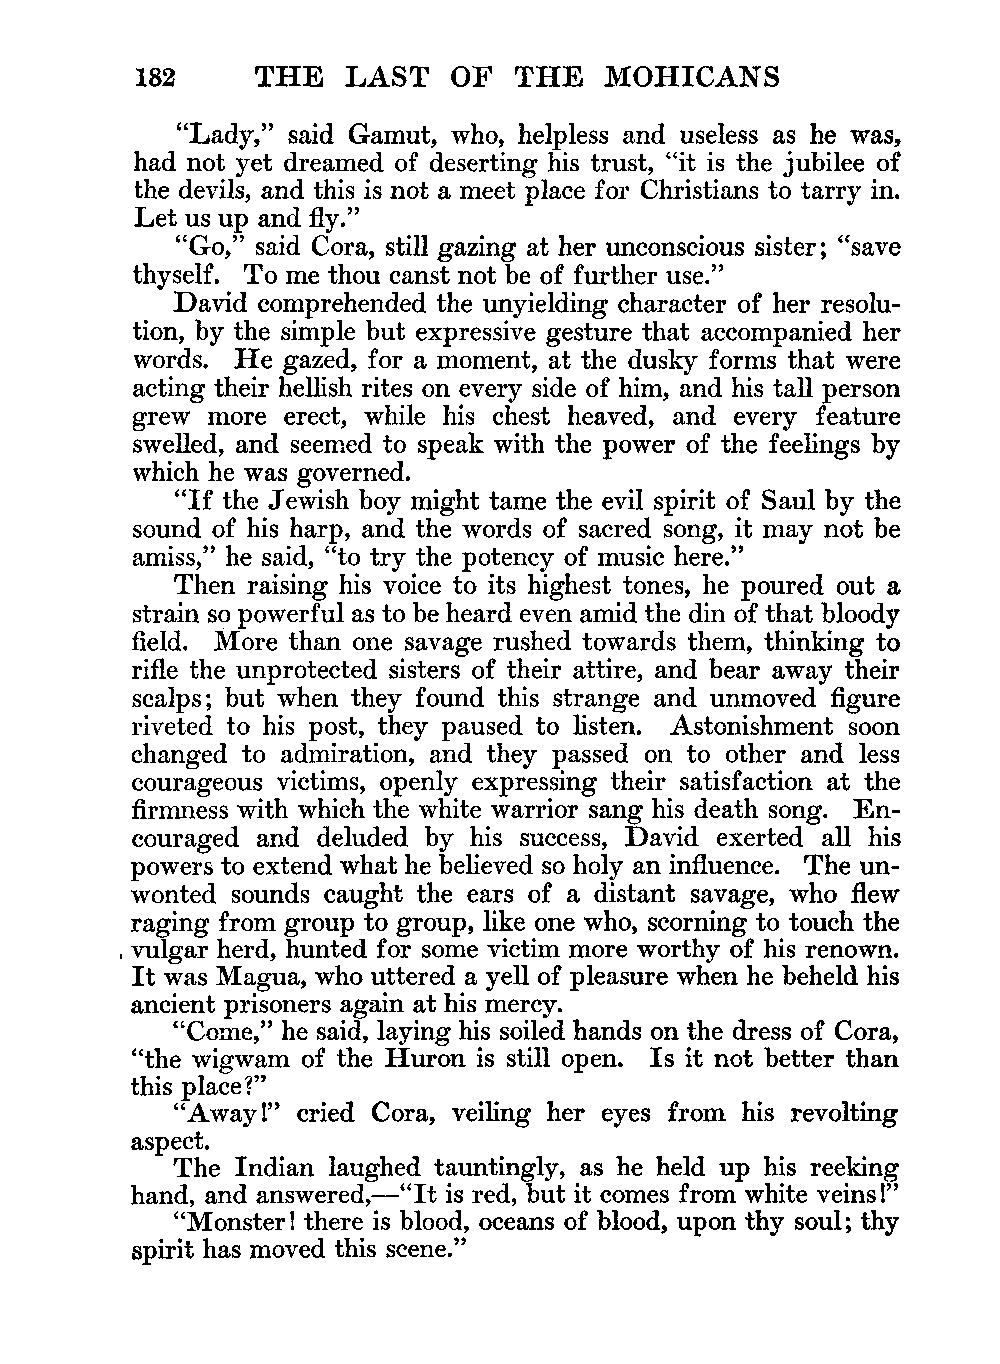 182 THE LAST OF THE MOHICANS
“Lady,” said Gamut, who, helpless and useless as he was,
had not yet dreamed of deserting his trust, “it is the jubilee of
the devils, and this is not a meet place for Christians to tarry in.
Let us up and fly.”
“Go,” said Cora, still gazing at her unconscious sister; “save
thyself. To me thou canst not be of further use.”
David comprehended the unyielding character of her resolu-
tion, by the simple but expressive gesture that accompanied her
words. He gazed, for a moment, at the dusky forms that were
acting their hellish rites on every side of him, and his tall person
grew more erect, while his chest heaved, and every feature
swelled, and seemed to speak with the power of the feelings by
which he was governed.
“If the Jewish boy might tame the evil spirit of Saul by the
sound of his harp, and the words of sacred song, it may not be
amiss,” he said, “to try the potency of music here.”
Then raising his voice to its highest tones, he poured out a
strain so powerful as to be heard even amid the din of that bloody
field. More than one savage rushed towards them, thinking to
rifle the unprotected sisters of their attire, and bear away their
scalps; but when they found this strange and unmoved figure
riveted to his post, they paused to listen. Astonishment soon
changed to admiration, and they passed on to other and less
courageous victims, openly expressing their satisfaction at the
firmness with which the white warrior sang his death song. En-
couraged and deluded by his success, David exerted all his
powers to extend what he believed so holy an influence. The un-
wonted sounds caught the ears of a distant savage, who flew
raging from group to group, like one who, scorning to touch the
vulgar herd, hunted for some victim more worthy of his renown.
It was Magua, who uttered a yell of pleasure when he beheld his
ancient prisoners again at his mercy.
“Come,” he said, laying his soiled hands on the dress of Cora,
“the wigwam of the Huron is still open. Is it not better than
this place?”
“Away!” cried Cora, veiling her eyes from his revolting
aspect.
The Indian laughed tauntingly, as he held up his reeking
hand, and answered,—“It is red, but it comes from white veins!”
“Monster! there is blood, oceans of blood, upon thy soul; thy
spirit has moved this scene.”